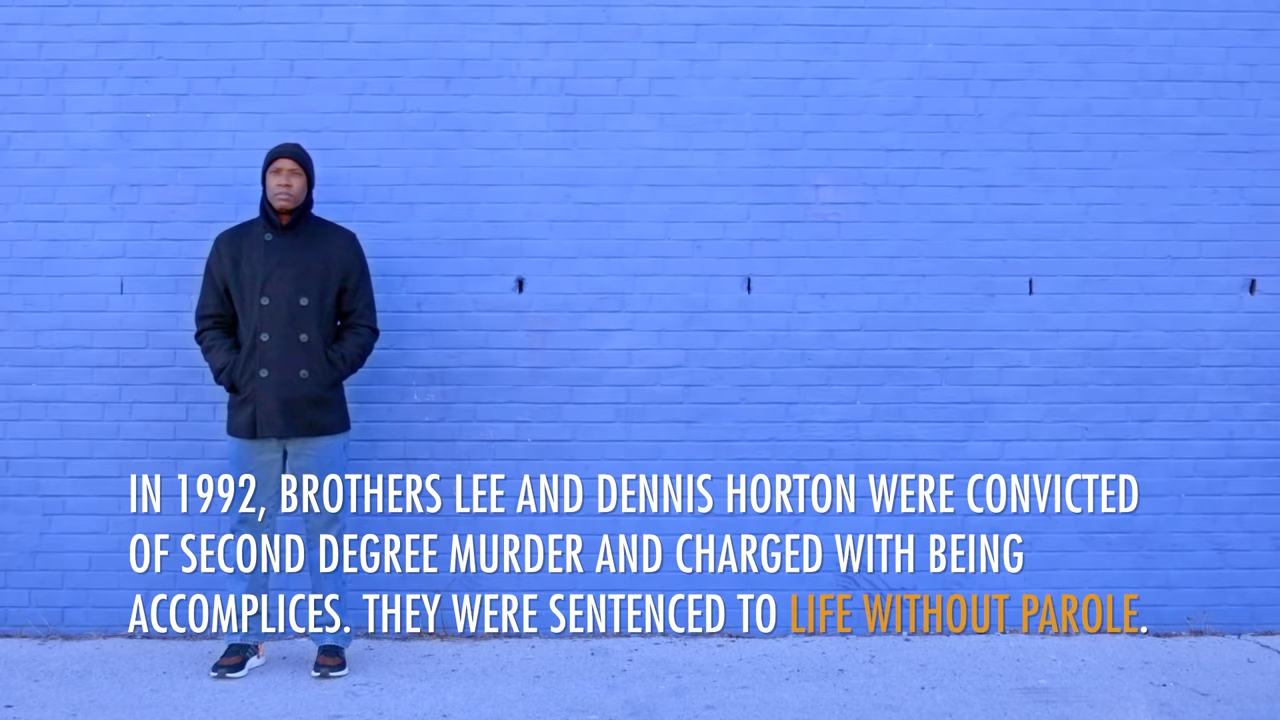 IN 1992, BROTHERS LEE AND DENNIS HORTON WERE CONVICTED
OF SECOND DEGREE MURDER AND CHARGED WITH BEING
ACCOMPLICES. THEY WERE SENTENCED TO LIFE WITHOUT PAROLE.